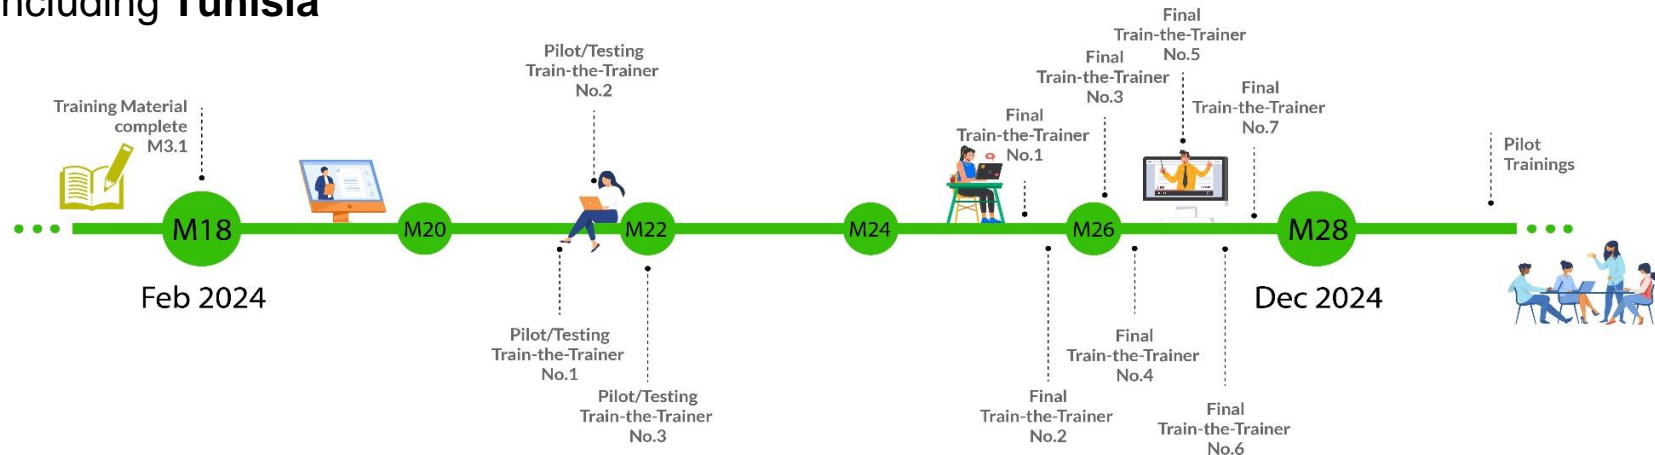 including Tunisia
Training Material
complete
M3.1
Pilot/Testing
Train-the-Trainer
No.2
Final
Train-the-Trainer
No.1
Final
Train-the-Trainer
No.3
Final
Train-the-Trainer
No.5
Final
Train-the-Trainer
No.7
Pilot
Trainings
M18
M20
M22
M24
M26
M28
Feb 2024
Dec 2024
Pilot/Testing
Train-the-Trainer
No.1
Pilot/Testing
Train-the-Trainer
No.3
Final
Train-the-Trainer
No.2
Final
Train-the-Trainer
No.4
Final
Train-the-Trainer
No.6